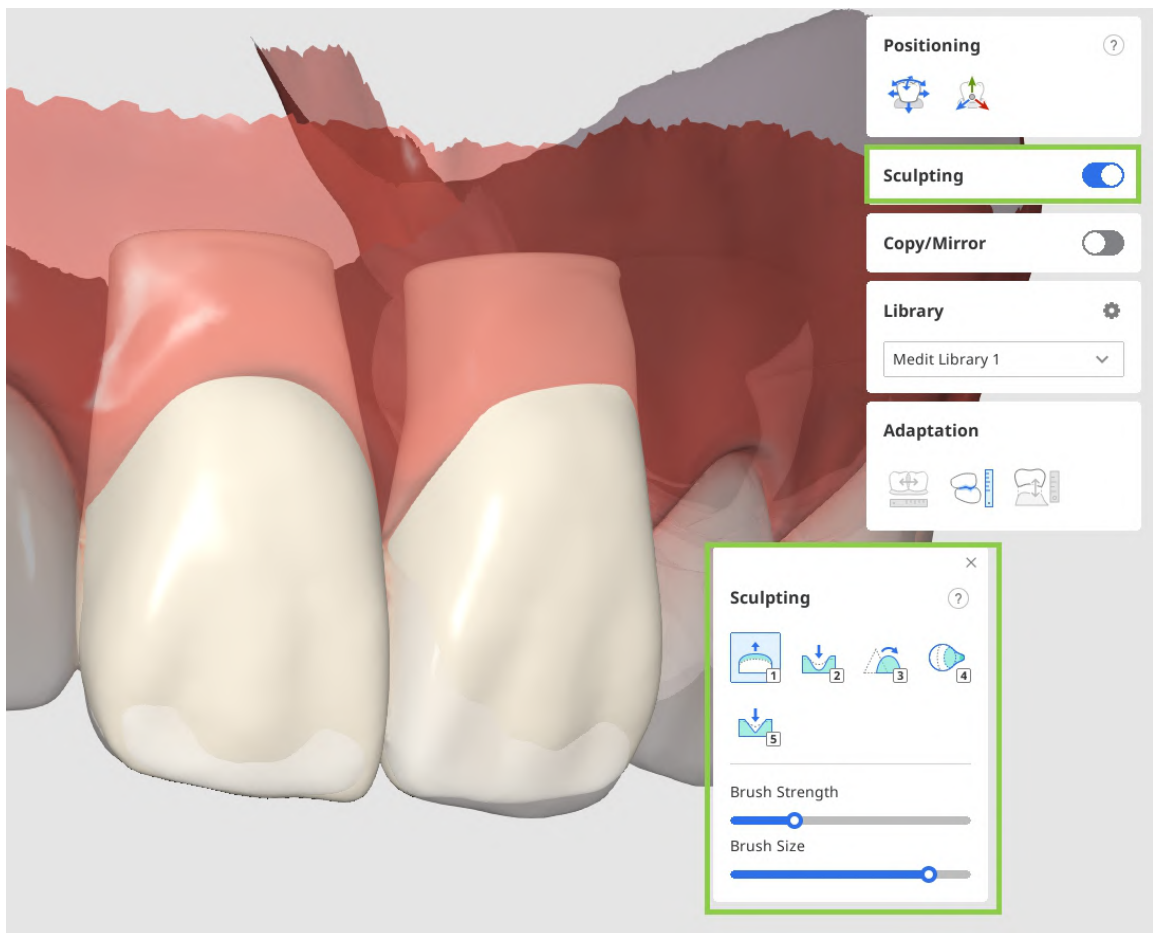 Positioning
?
Sculpting
Copy/Mirror
Library
Medit Library 1
Adaptation
Sculpting
?
1
2
3
4
5
Brush Strength
Brush Size